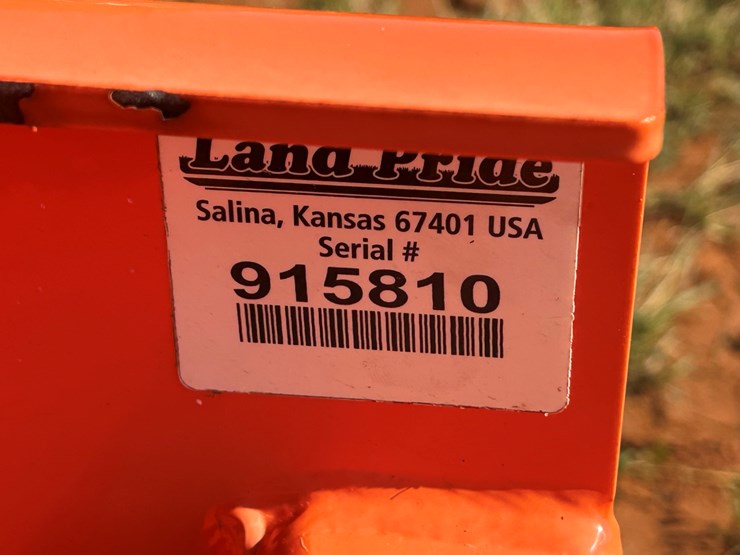 Land Pride
Salina, Kansas 67401 USA
Serial #
915810